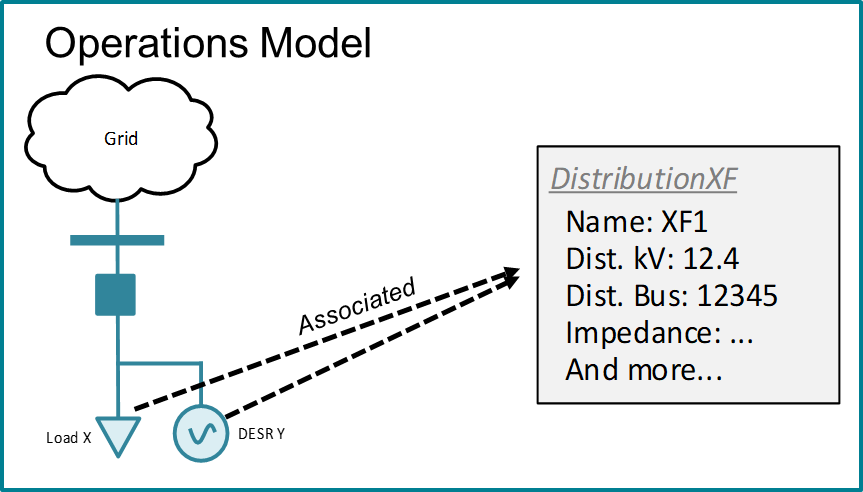 Operations Model
Grid
DistributionXF
Name: XF1
Dist. kV: 12.4
Dist. Bus: 12345
Impedance: ...
And more...
Associated
Load X
DESR Y